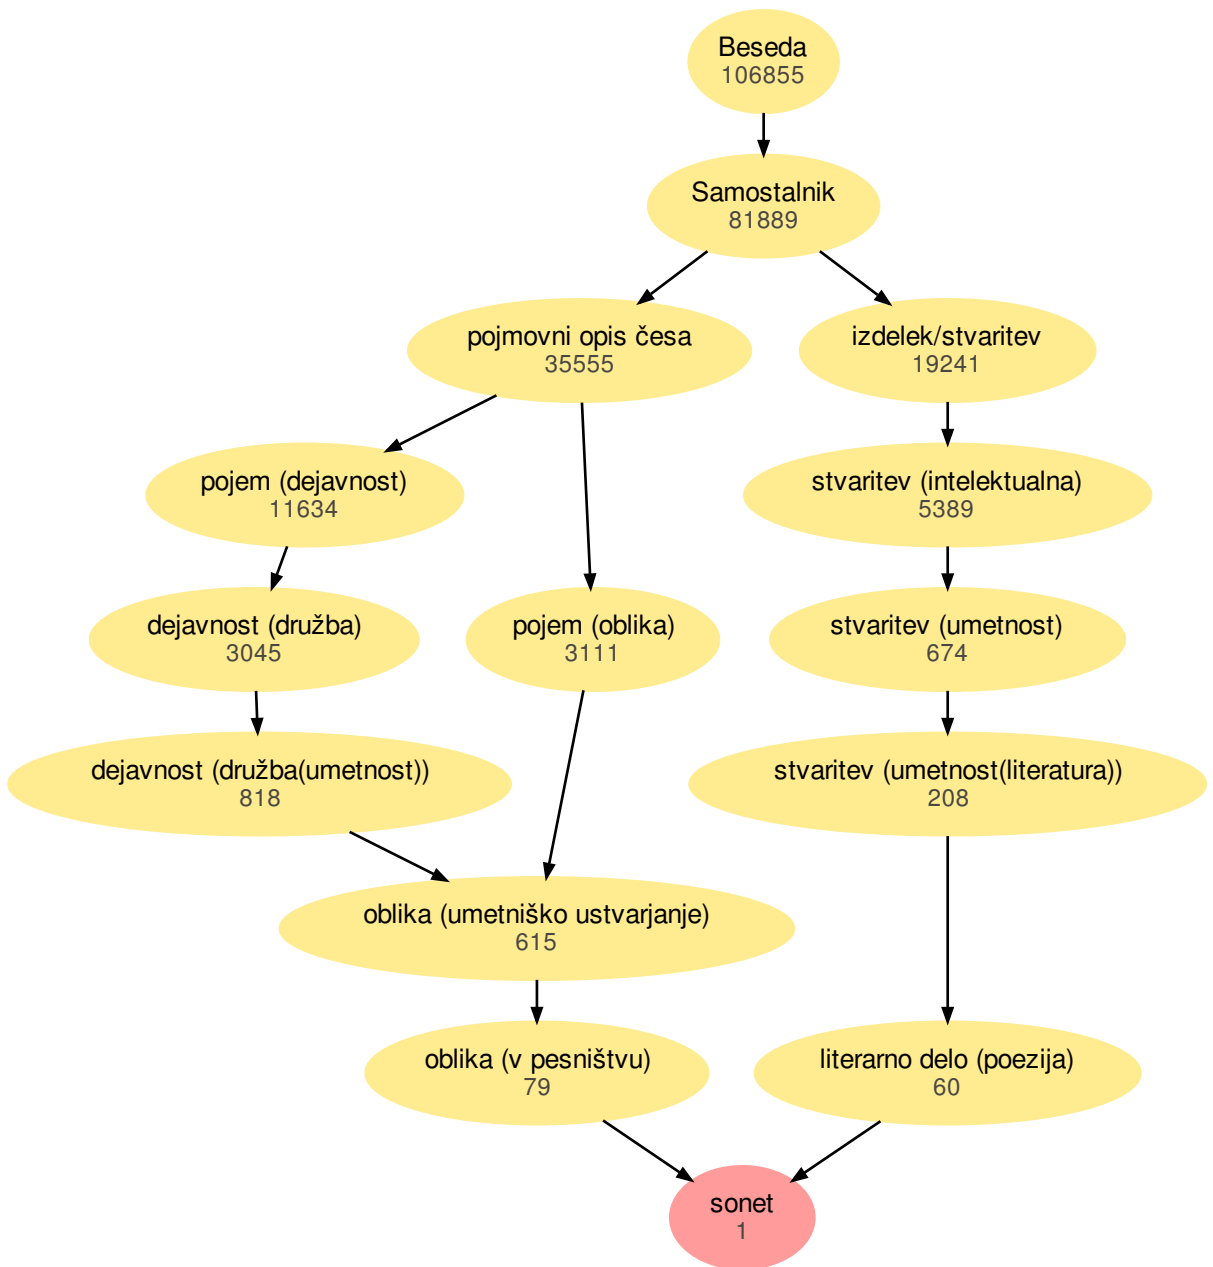 Beseda
106855
Samostalnik
81889
pojmovni opis česa
35555
izdelek/stvaritev
19241
pojem (dejavnost)
11634
stvaritev (intelektualna)
5389
dejavnost (družba)
3045
pojem (oblika)
3111
stvaritev (umetnost)
674
dejavnost (družba(umetnost))
818
stvaritev (umetnost(literatura))
208
oblika (umetniško ustvarjanje)
615
oblika (v pesništvu)
79
literarno delo (poezija)
60
sonet
1